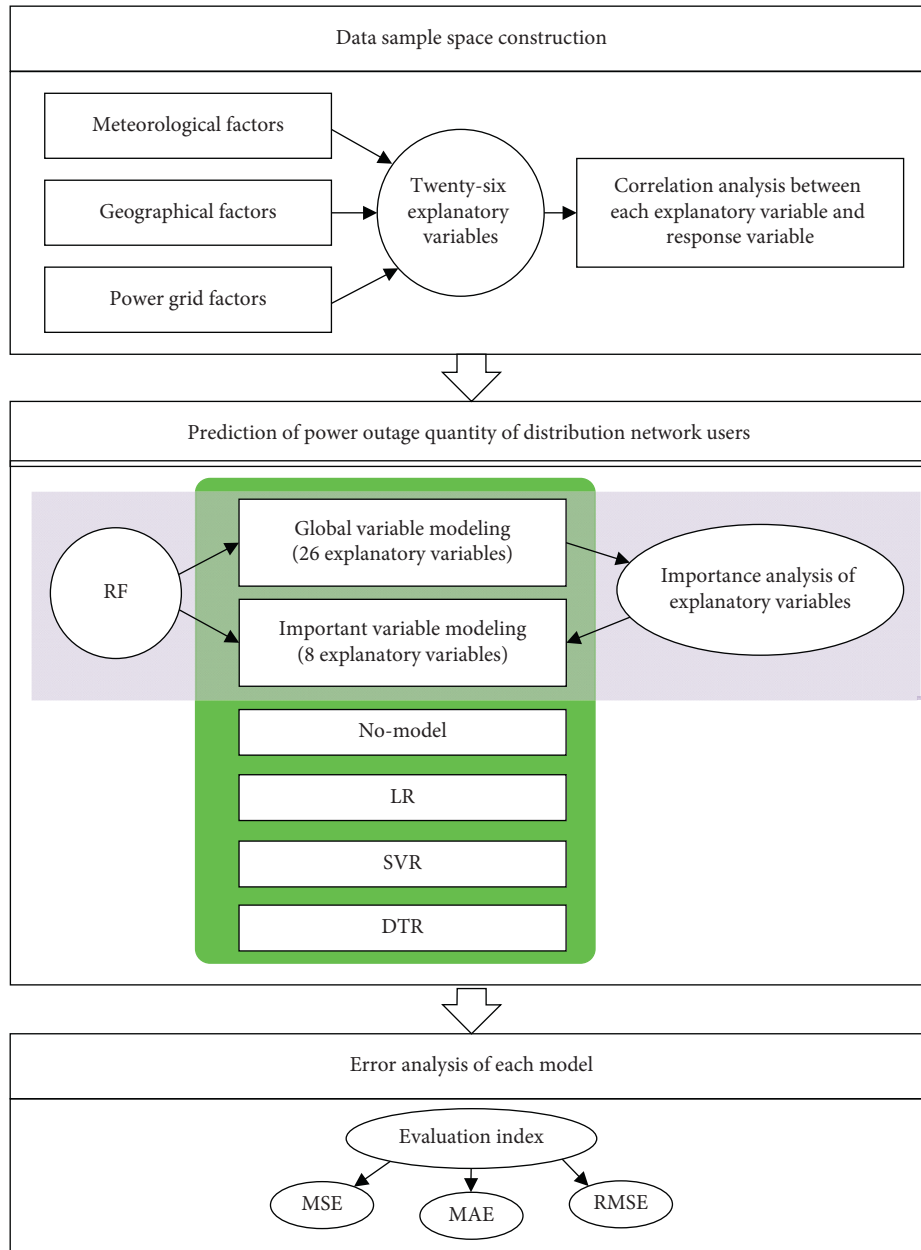 Data sample space construction
Meteorological factors
Geographical factors
Power grid factors
Twenty-six
explanatory
variables
Correlation analysis between
each explanatory variable and
response variable
Prediction of power outage quantity of distribution network users
RF
Global variable modeling
(26 explanatory variables)
Important variable modeling
(8 explanatory variables)
Importance analysis of
explanatory variables
No-model
LR
SVR
DTR
Error analysis of each model
Evaluation index
MSE
MAE
RMSE